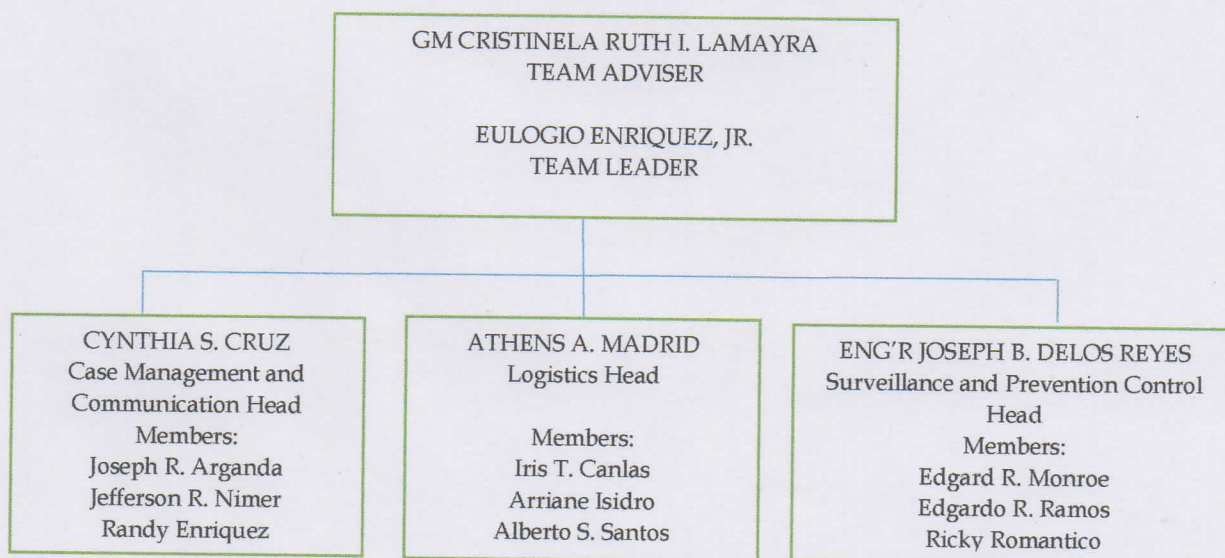 GM CRISTINELA RUTH I. LAMAYRA
TEAM ADVISER
EULOGIO ENRIQUEZ, JR.
TEAM LEADER
CYNTHIA S. CRUZ
Case Management and
Communication Head
Members:
Joseph R. Arganda
Jefferson R. Nimer
Randy Enriquez
ATHENS A. MADRID
Logistics Head
Members:
Iris T. Canlas
Arriane Isidro
Alberto S. Santos
ENG'R JOSEPH B. DELOS REYES
Surveillance and Prevention Control
Head
Members:
Edgard R. Monroe
Edgardo R. Ramos
Ricky Romantico